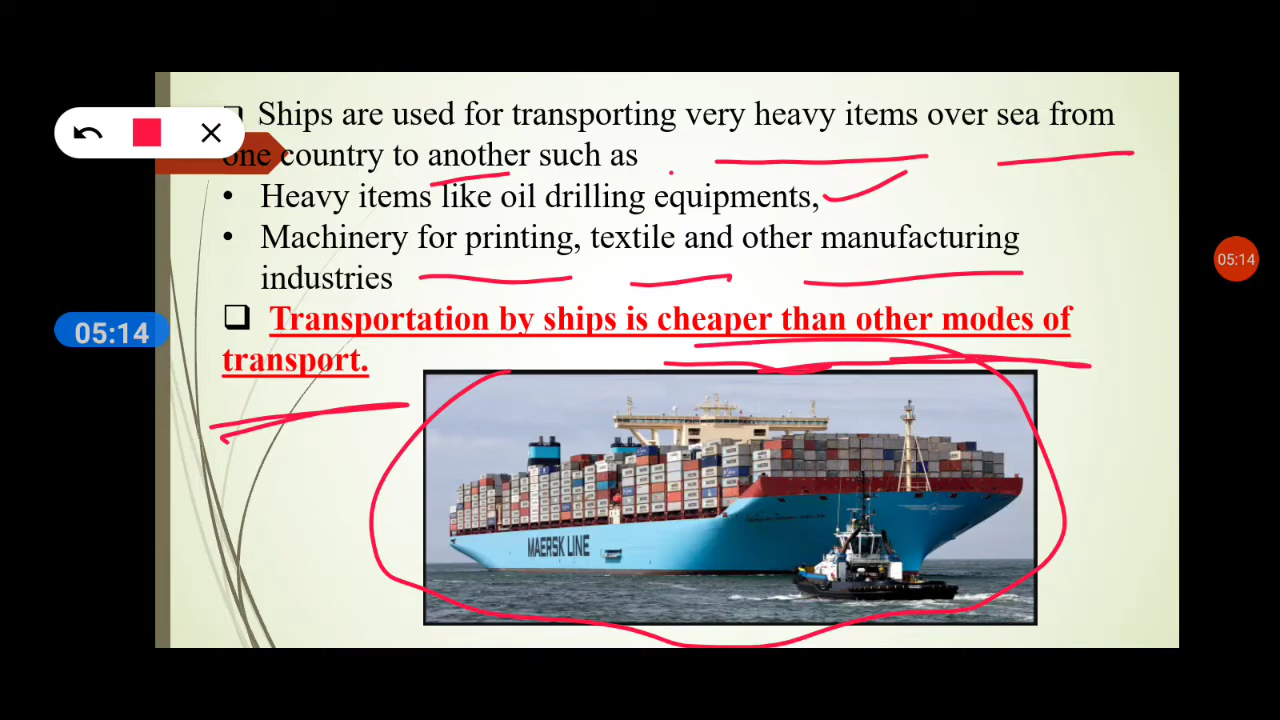 Ships are used for transporting very heavy items over sea from
one country to another such as
• Heavy items like oil drilling equipments,
• Machinery for printing, textile and other manufacturing
industries
Transportation by ships is cheaper than other modes of
transport.
05:14
05:14
MAERSK LINE